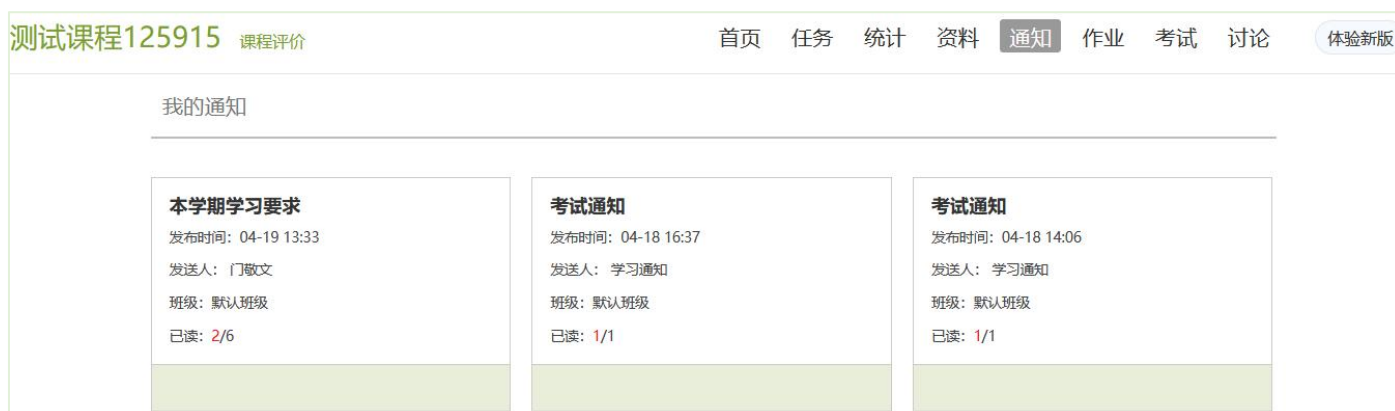 测试课程125915 课程评价 首页 任务 统计 资料 通知 作业 考试 讨论 体验新版
我的通知
本学期学习要求
发布时间：04-19 13:33
发送人： 门敬文
班级：默认班级
已读：2/6
考试通知
发布时间：04-18 16:37
发送人： 学习通知
班级：默认班级
已读：1/1
考试通知
发布时间：04-18 14:06
发送人： 学习通知
班级：默认班级
已读：1/1